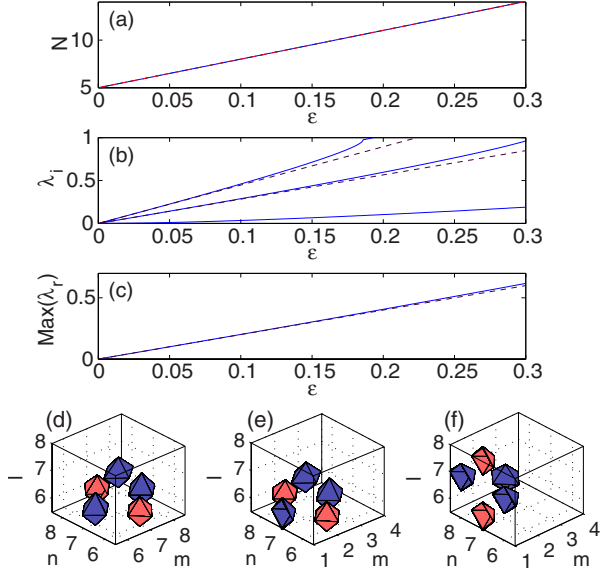 (a)
N
10
5
0 0.05 0.1 0.15 0.2 0.25 0.3
ε
(b)
λi
1
0.5
0
0 0.05 0.1 0.15 0.2 0.25 0.3
ε
(c)
Max(λr)
0.5
0
0 0.05 0.1 0.15 0.2 0.25 0.3
ε
(d) (e) (f)
l 8 7 6 n 8 7 6 6 7 8 m
l 8 7 6 n 8 7 6 1 2 3 4 m
l 8 7 6 n 8 7 6 1 2 3 4 m